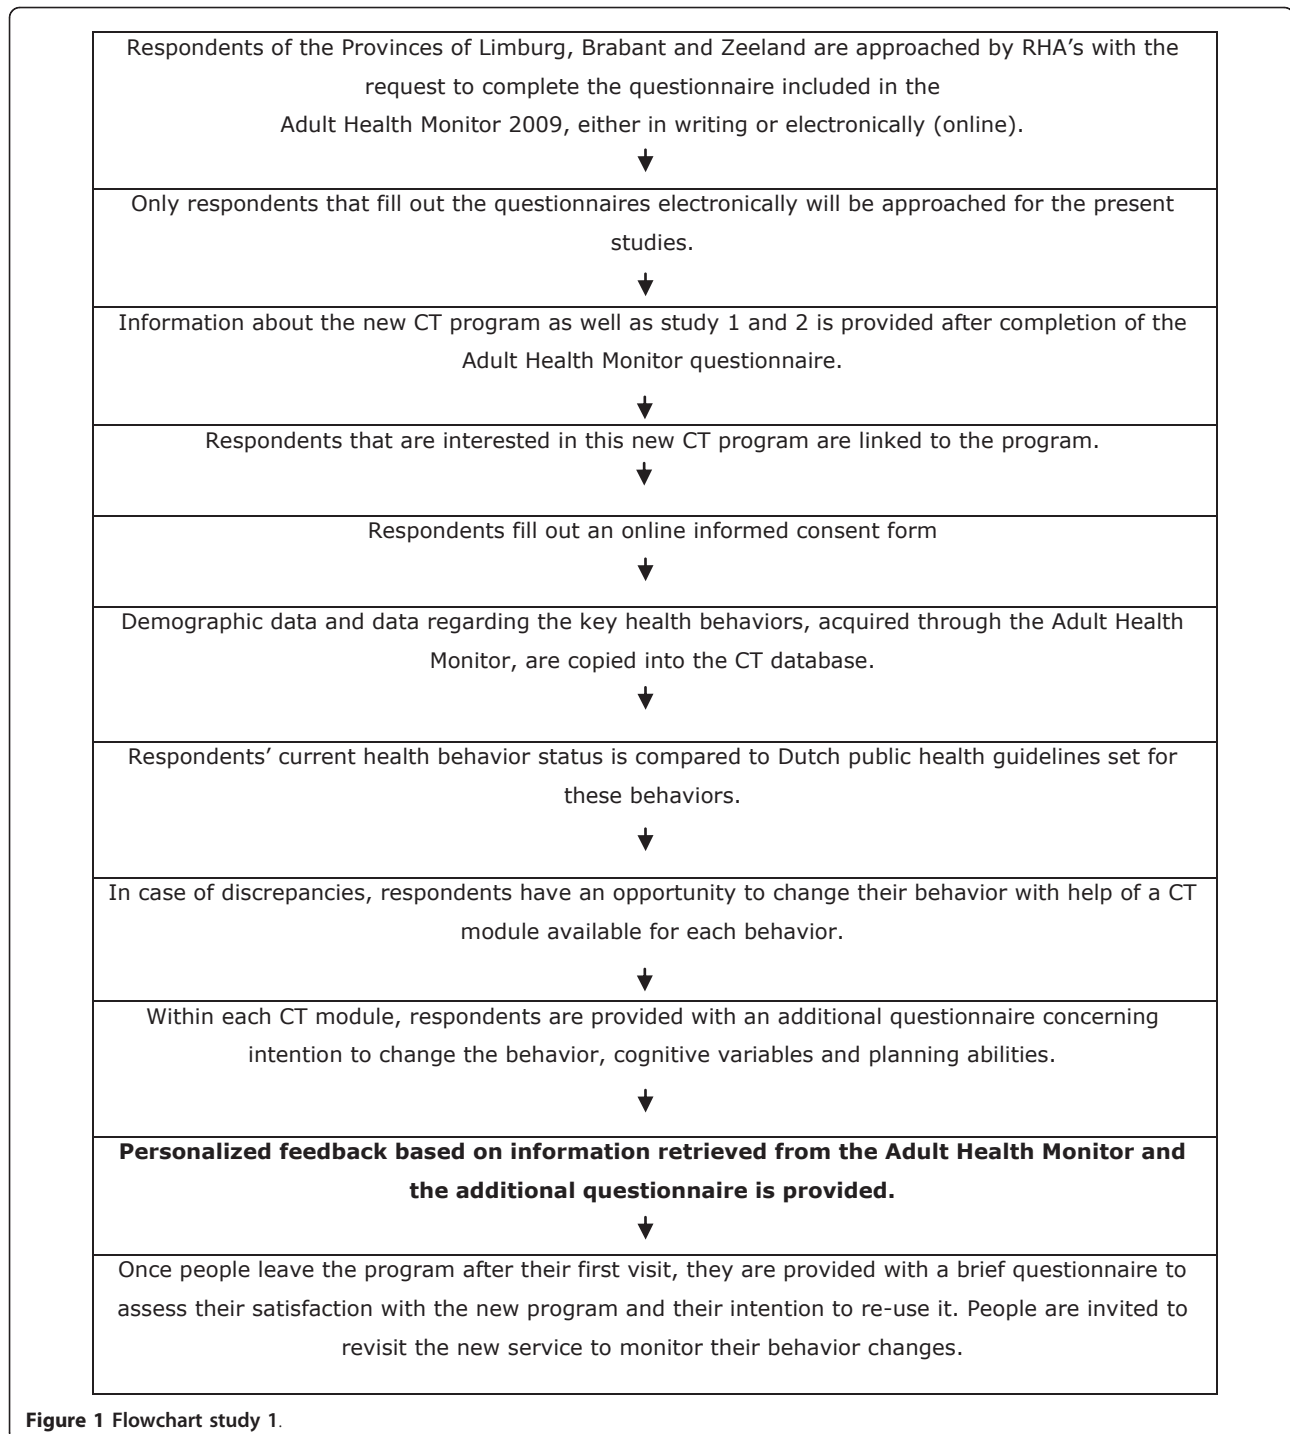 Respondents of the Provinces of Limburg, Brabant and Zeeland are approached by RHA’s with the
request to complete the questionnaire included in the
Adult Health Monitor 2009, either in writing or electronically (online).
Only respondents that fill out the questionnaires electronically will be approached for the present
studies.
Information about the new CT program as well as study 1 and 2 is provided after completion of the
Adult Health Monitor questionnaire.
Respondents that are interested in this new CT program are linked to the program.
Respondents fill out an online informed consent form
Demographic data and data regarding the key health behaviors, acquired through the Adult Health
Monitor, are copied into the CT database.
Respondents’ current health behavior status is compared to Dutch public health guidelines set for
these behaviors.
In case of discrepancies, respondents have an opportunity to change their behavior with help of a CT
module available for each behavior.
Within each CT module, respondents are provided with an additional questionnaire concerning
intention to change the behavior, cognitive variables and planning abilities.
Personalized feedback based on information retrieved from the Adult Health Monitor and
the additional questionnaire is provided.
Once people leave the program after their first visit, they are provided with a brief questionnaire to
assess their satisfaction with the new program and their intention to re-use it. People are invited to
revisit the new service to monitor their behavior changes.
Figure 1 Flowchart study 1.